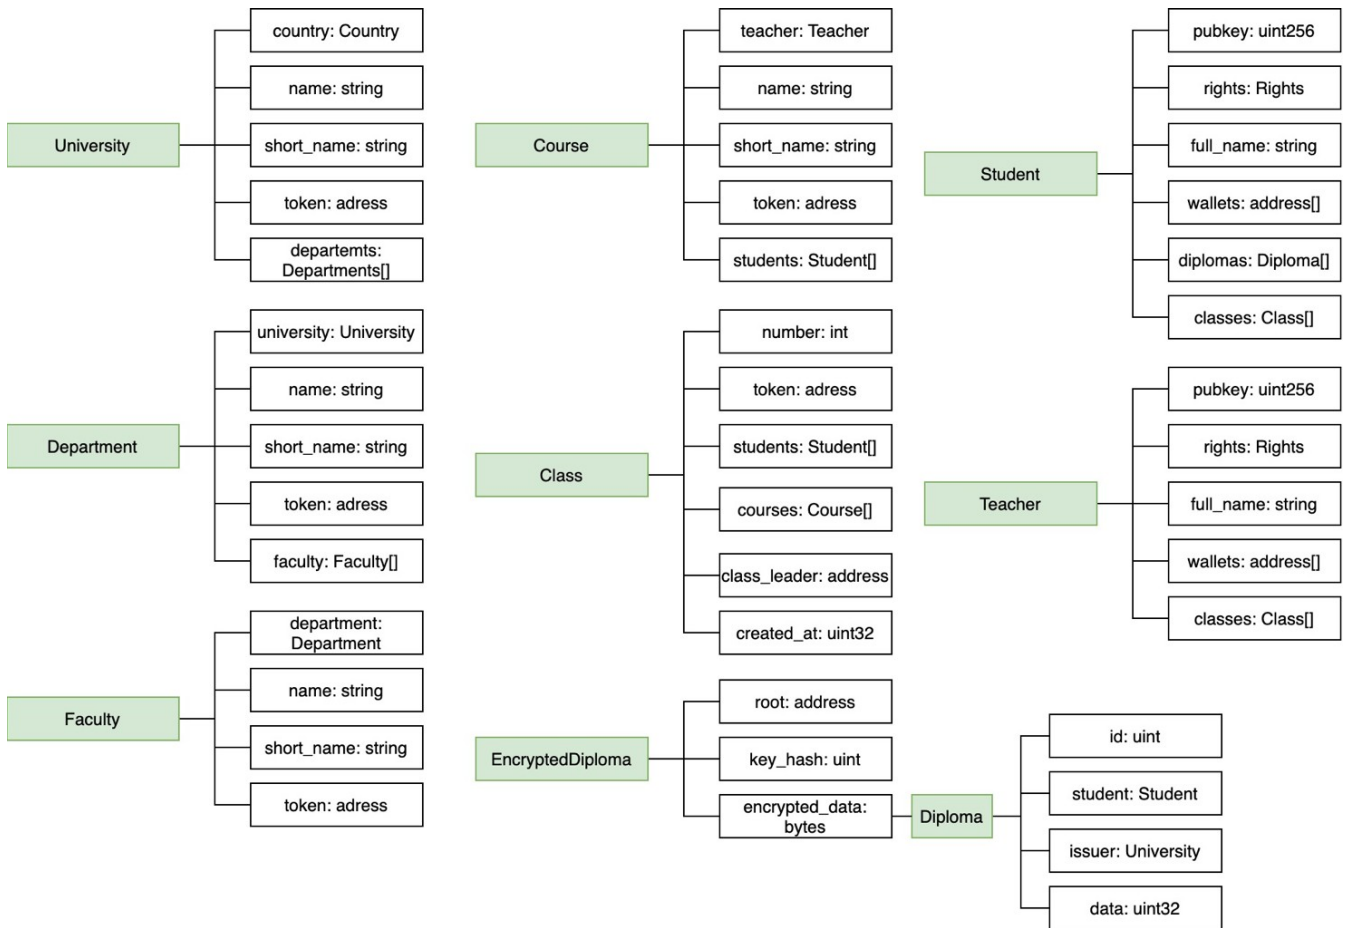 University
country: Country
name: string
short_name: string
token: adress
departemts:
Departments[]
Department
university: University
name: string
short_name: string
token: adress
faculty: Faculty[]
Faculty
department:
Department
name: string
short_name: string
token: adress
Course
teacher: Teacher
name: string
short_name: string
token: adress
students: Student[]
Class
number: int
token: adress
students: Student[]
courses: Course[]
class_leader: address
created_at: uint32
EncryptedDiploma
root: address
key_hash: uint
encrypted_data:
bytes
Diploma
id: uint
student: Student
issuer: University
data: uint32
Student
pubkey: uint256
rights: Rights
full_name: string
wallets: address[]
diplomas: Diploma[]
classes: Class[]
Teacher
pubkey: uint256
rights: Rights
full_name: string
wallets: address[]
classes: Class[]